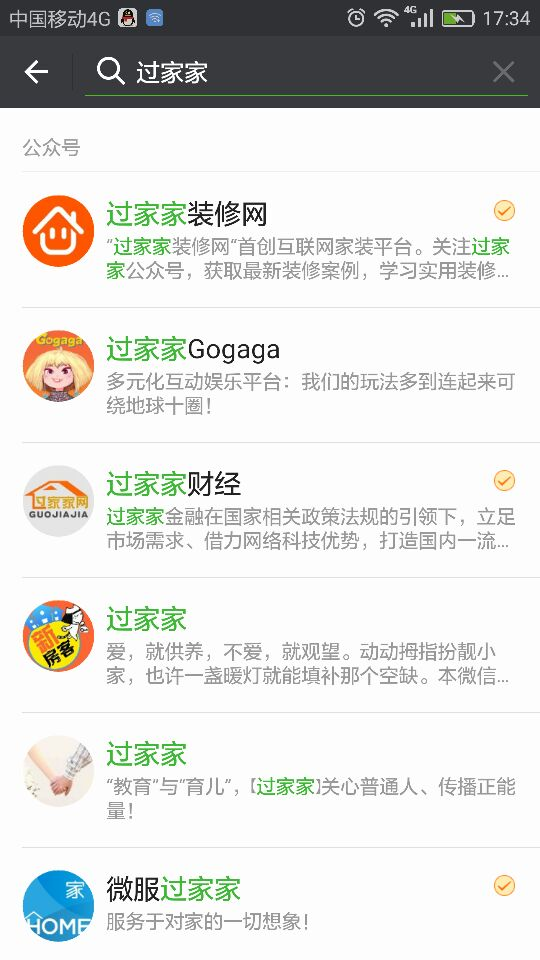 中国移动4G
4G
17:34
过家家
公众号
过家家装修网
“过家家装修网“首创互联网家装平台。关注过家
家公众号，获取最新装修案例，学习实用装修...
Gogaga
过家家Gogaga
多元化互动娱乐平台：我们的玩法多到连起来可
绕地球十圈！
过家家财经
过家家网
GUOJIAJIA
过家家金融在国家相关政策法规的引领下，立足
市场需求、借力网络科技优势，打造国内一流...
过家家
新
房客
爱，就供养，不爱，就观望。动动拇指扮靓小
家，也许一盏暖灯就能填补那个空缺。本微信...
过家家
“教育”与“育儿”，【过家家】关心普通人、传播正能
量！
微服过家家
家
HOME
服务于对家的一切想象！